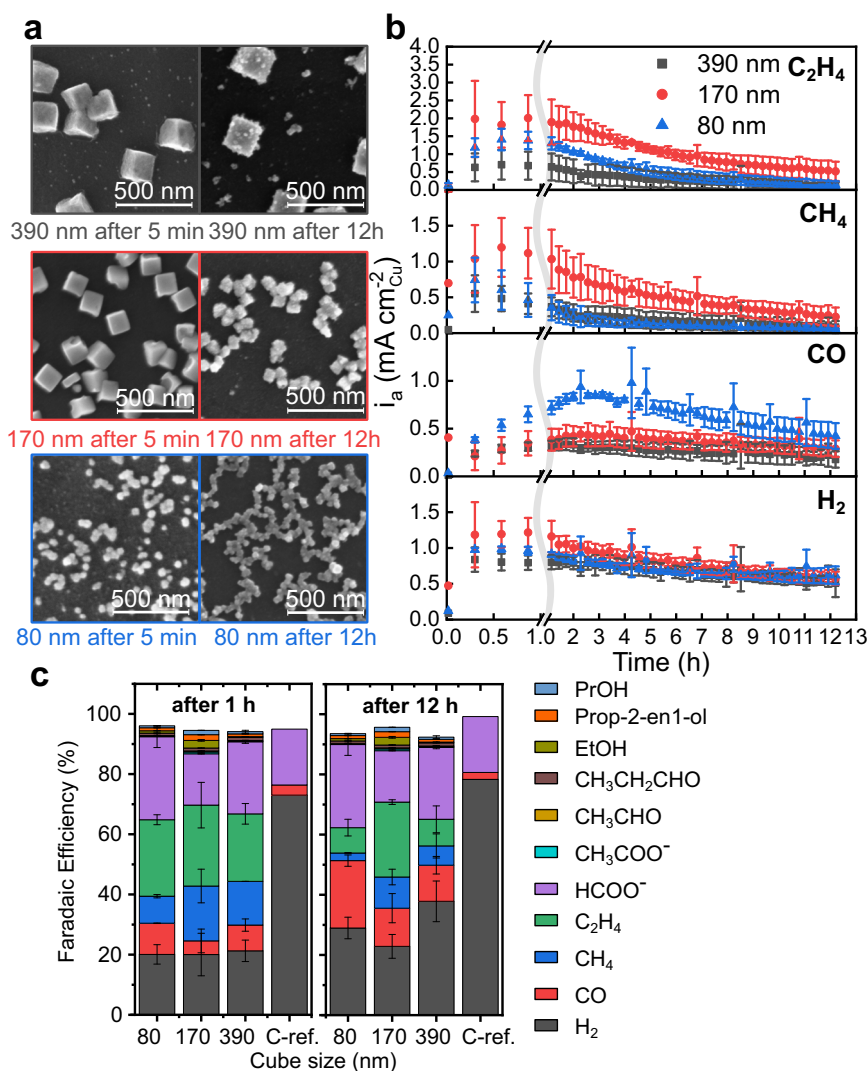 a
500 nm
500 nm
390 nm after 5 min
390 nm after 12h
500 nm
500 nm
170 nm after 5 min
170 nm after 12h
500 nm
500 nm
80 nm after 5 min
80 nm after 12h
b
i_a (mA cm⁻²_Cu)
4.0
3.5
3.0
2.5
2.0
1.5
1.0
0.5
0.0
C₂H₄
390 nm
170 nm
80 nm
1.5
1.0
0.5
0.0
CH₄
1.0
0.5
0.0
CO
1.5
1.0
0.5
0.0
H₂
0.0 0.5 1.0 2 3 4 5 6 7 8 9 10 11 12 13
Time (h)
c
Faradaic Efficiency (%)
100
80
60
40
20
0
after 1 h
after 12 h
80 170 390 C-ref.
80 170 390 C-ref.
Cube size (nm)
PrOH
Prop-2-en1-ol
EtOH
CH₃CH₂CHO
CH₃CHO
CH₃COO⁻
HCOO⁻
C₂H₄
CH₄
CO
H₂